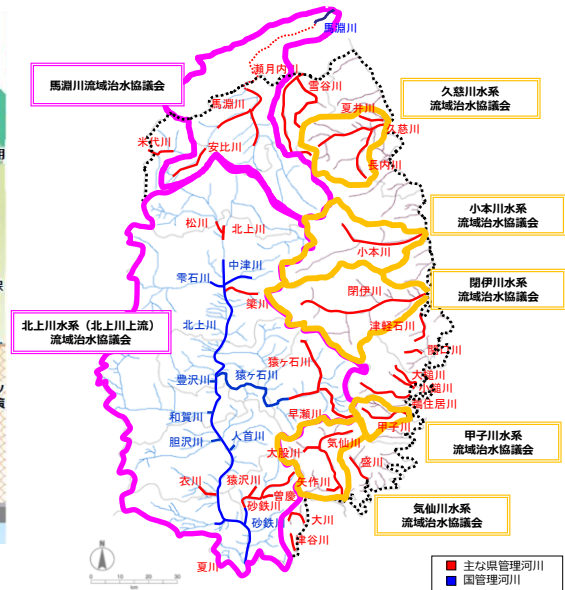 馬淵川
瀬月内川
雪谷川
馬淵川流域治水協議会
馬淵川
夏井川
久慈川
久慈川水系
流域治水協議会
米代川
安比川
長内川
松川
北上川
小本川
小本川水系
流域治水協議会
中津川
雫石川
簗川
閉伊川
閉伊川水系
流域治水協議会
北上川水系（北上川上流）
流域治水協議会
北上川
津軽石川
関口川
猿ヶ石川
豊沢川
猿ヶ石川
大槌川
小槌川
鵜住居川
和賀川
早瀬川
甲子川
甲子川水系
流域治水協議会
胆沢川
人首川
気仙川
大股川
盛川
衣川
猿沢川
矢作川
曽慶
砂鉄川
砂鉄川
大川
気仙川水系
流域治水協議会
津谷川
夏川
N
0
10
20
30
km
主な県管理河川
国管理河川